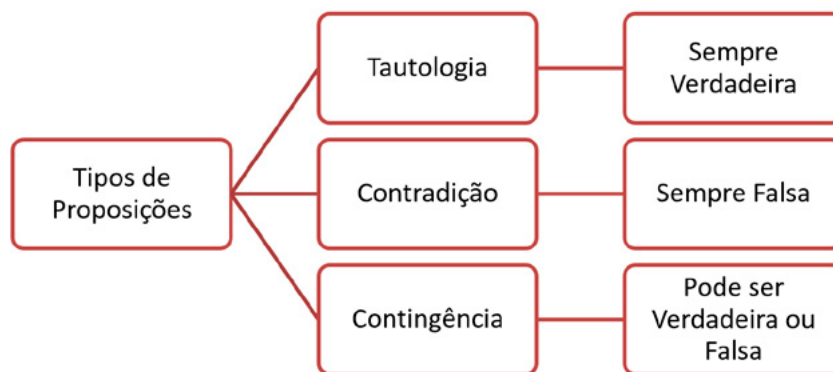 Tipos de
Proposições
Tautologia
Sempre
Verdadeira
Contradição
Sempre Falsa
Contingência
Pode ser
Verdadeira ou
Falsa